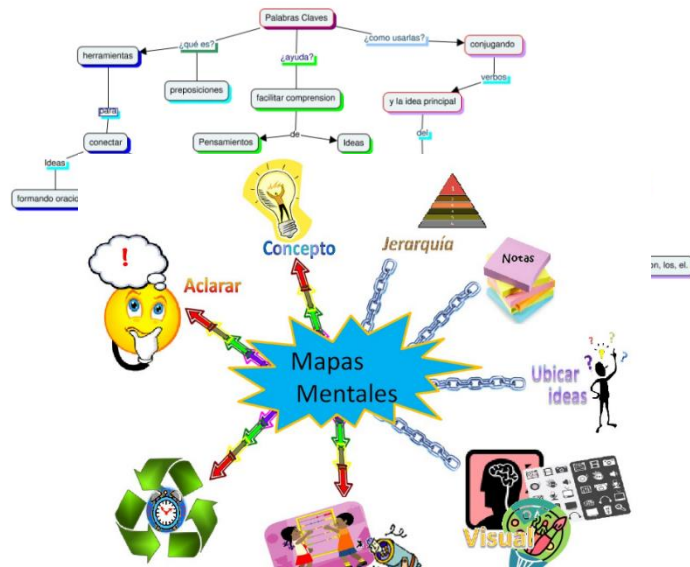 Palabras Claves
¿qué es?
¿ayuda?
¿como usarlas?
herramientas
preposiciones
conjugando
verbos
facilitar comprension
y la idea principal
para
de
del
conectar
Pensamientos
Ideas
Ideas
formando oracio
on, los, el.
Concepto
Jerarquía
Notas
!
Aclarar
Mapas
Mentales
Ubicar
ideas
Visual